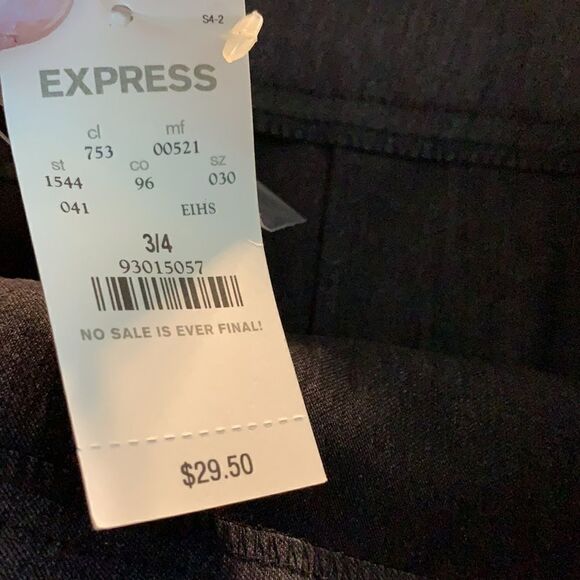 S4-2
EXPRESS
cl mf
753 00521
st co sz
1544 96 030
041 EIHS
3/4
93015057
NO SALE IS EVER FINAL!
$29.50